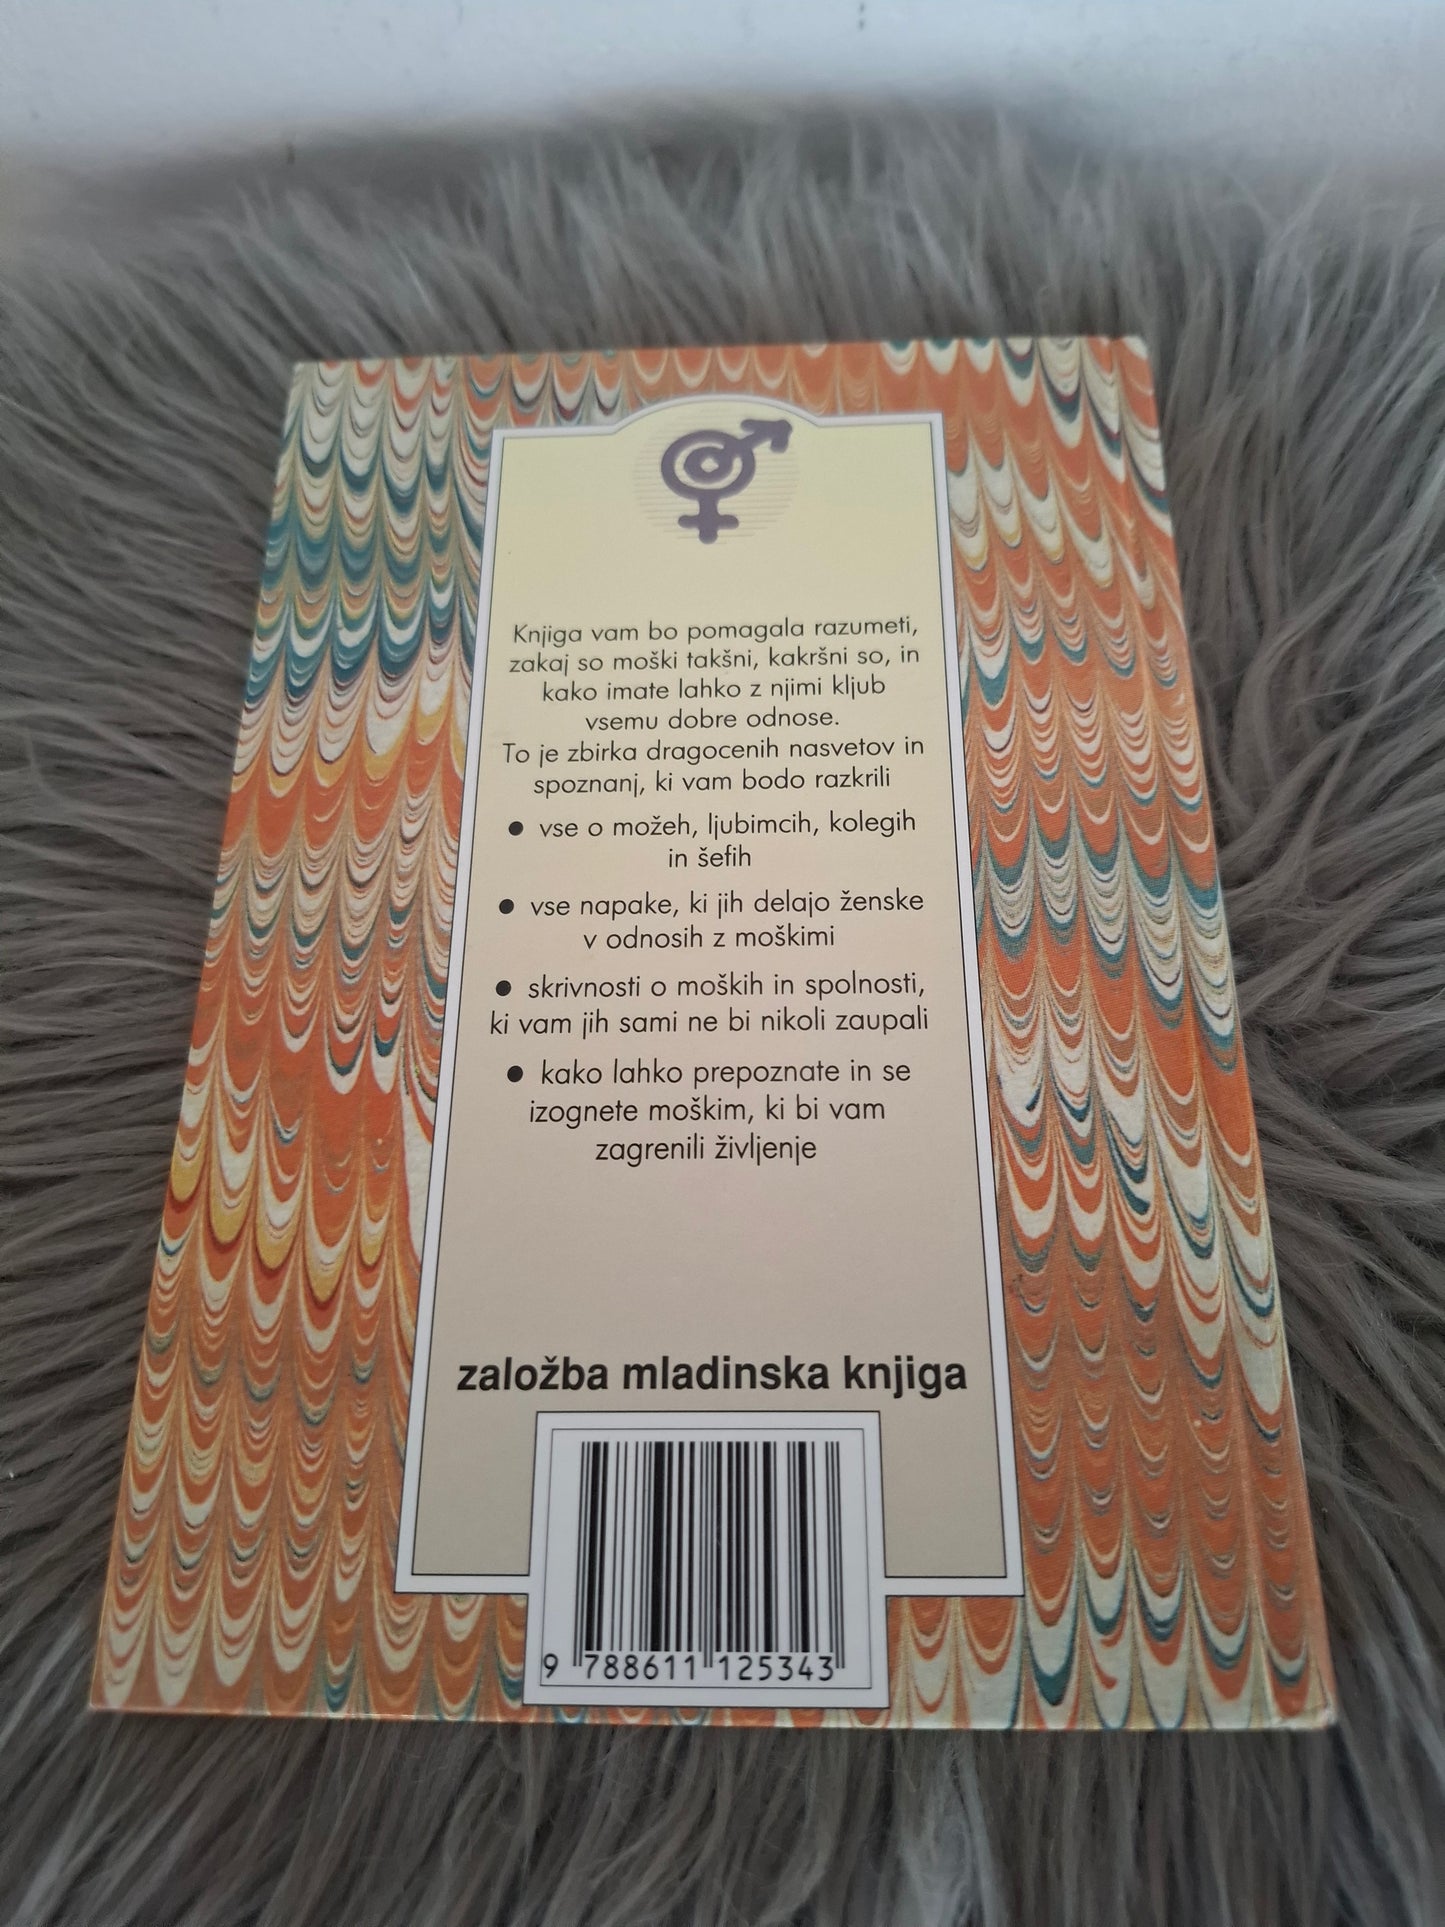 Knjiga vam bo pomagala razumeti,
zakaj so moški takšni, kakršni so, in
kako imate lahko z njimi kljub
vsemu dobre odnose.
To je zbirka dragocenih nasvetov in
spoznanj, ki vam bodo razkrili
● vse o možeh, ljubimcih, kolegih
in šefih
● vse napake, ki jih delajo ženske
v odnosih z moškimi
● skrivnosti o moških in spolnosti,
ki vam jih sami ne bi nikoli zaupali
● kako lahko prepoznate in se
izognete moškim, ki bi vam
zagrenili življenje
založba mladinska knjiga
9 788611 125343